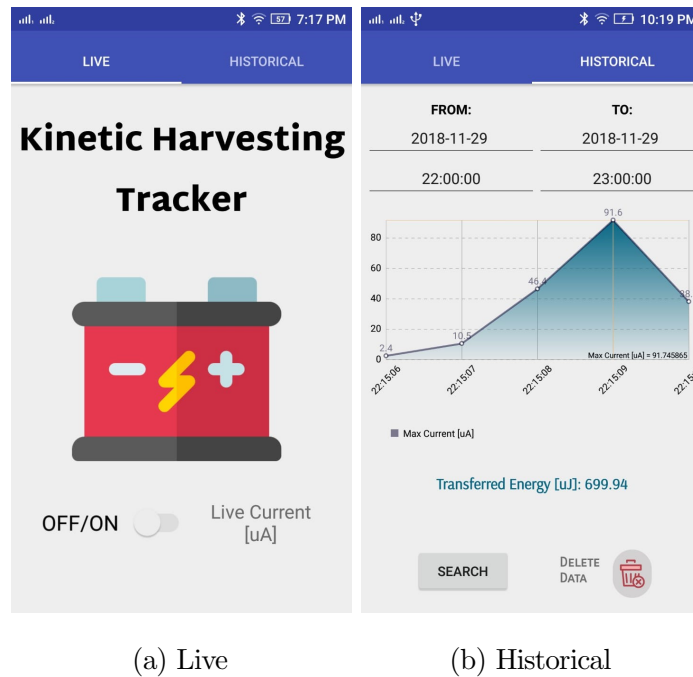 57 7:17 PM
LIVE HISTORICAL
Kinetic Harvesting
Tracker
OFF/ON
Live Current
[uA]
(a) Live
10:19 PM
LIVE HISTORICAL
FROM: TO:
2018-11-29 2018-11-29
22:00:00 23:00:00
91.6
80
60
46.4
40
20
10.5
2.4
0
Max Current [uA] = 91.745865
22:15:06 22:15:07 22:15:08 22:15:09
Max Current [uA]
Transferred Energy [uJ]: 699.94
SEARCH
DELETE
DATA
(b) Historical